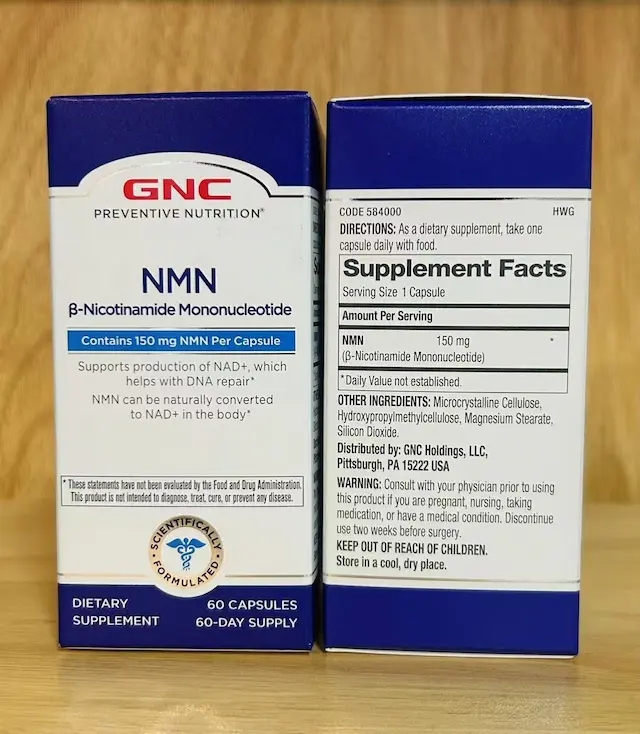 GNC
PREVENTIVE NUTRITION®
NMN
β-Nicotinamide Mononucleotide
Contains 150 mg NMN Per Capsule
Supports production of NAD+, which
helps with DNA repair*
NMN can be naturally converted
to NAD+ in the body*
* These statements have not been evaluated by the Food and Drug Administration.
This product is not intended to diagnose, treat, cure, or prevent any disease.
SCIENTIFICALLY
FORMULATED
DIETARY
SUPPLEMENT
60 CAPSULES
60-DAY SUPPLY
CODE 584000 HWG
DIRECTIONS: As a dietary supplement, take one
capsule daily with food.
Supplement Facts
Serving Size 1 Capsule
Amount Per Serving
NMN 150 mg *
(β-Nicotinamide Mononucleotide)
*Daily Value not established.
OTHER INGREDIENTS: Microcrystalline Cellulose,
Hydroxypropylmethylcellulose, Magnesium Stearate,
Silicon Dioxide.
Distributed by: GNC Holdings, LLC,
Pittsburgh, PA 15222 USA
WARNING: Consult with your physician prior to using
this product if you are pregnant, nursing, taking
medication, or have a medical condition. Discontinue
use two weeks before surgery.
KEEP OUT OF REACH OF CHILDREN.
Store in a cool, dry place.